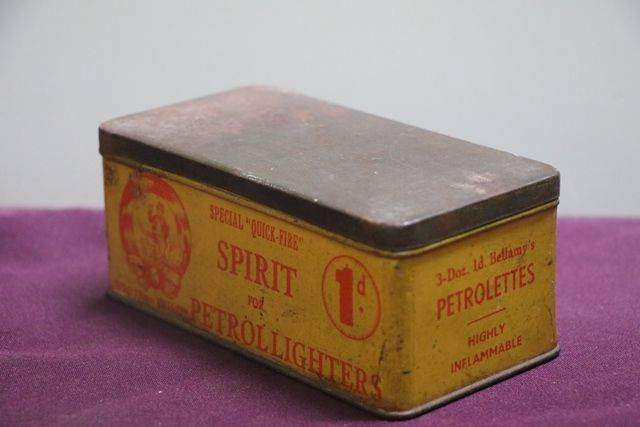 SPECIAL "QUICK-FIRE"
SPIRIT
FOR
PETROL LIGHTERS
1d.
3-Doz. 1d. Bellamy's
PETROLETTES
HIGHLY
INFLAMMABLE